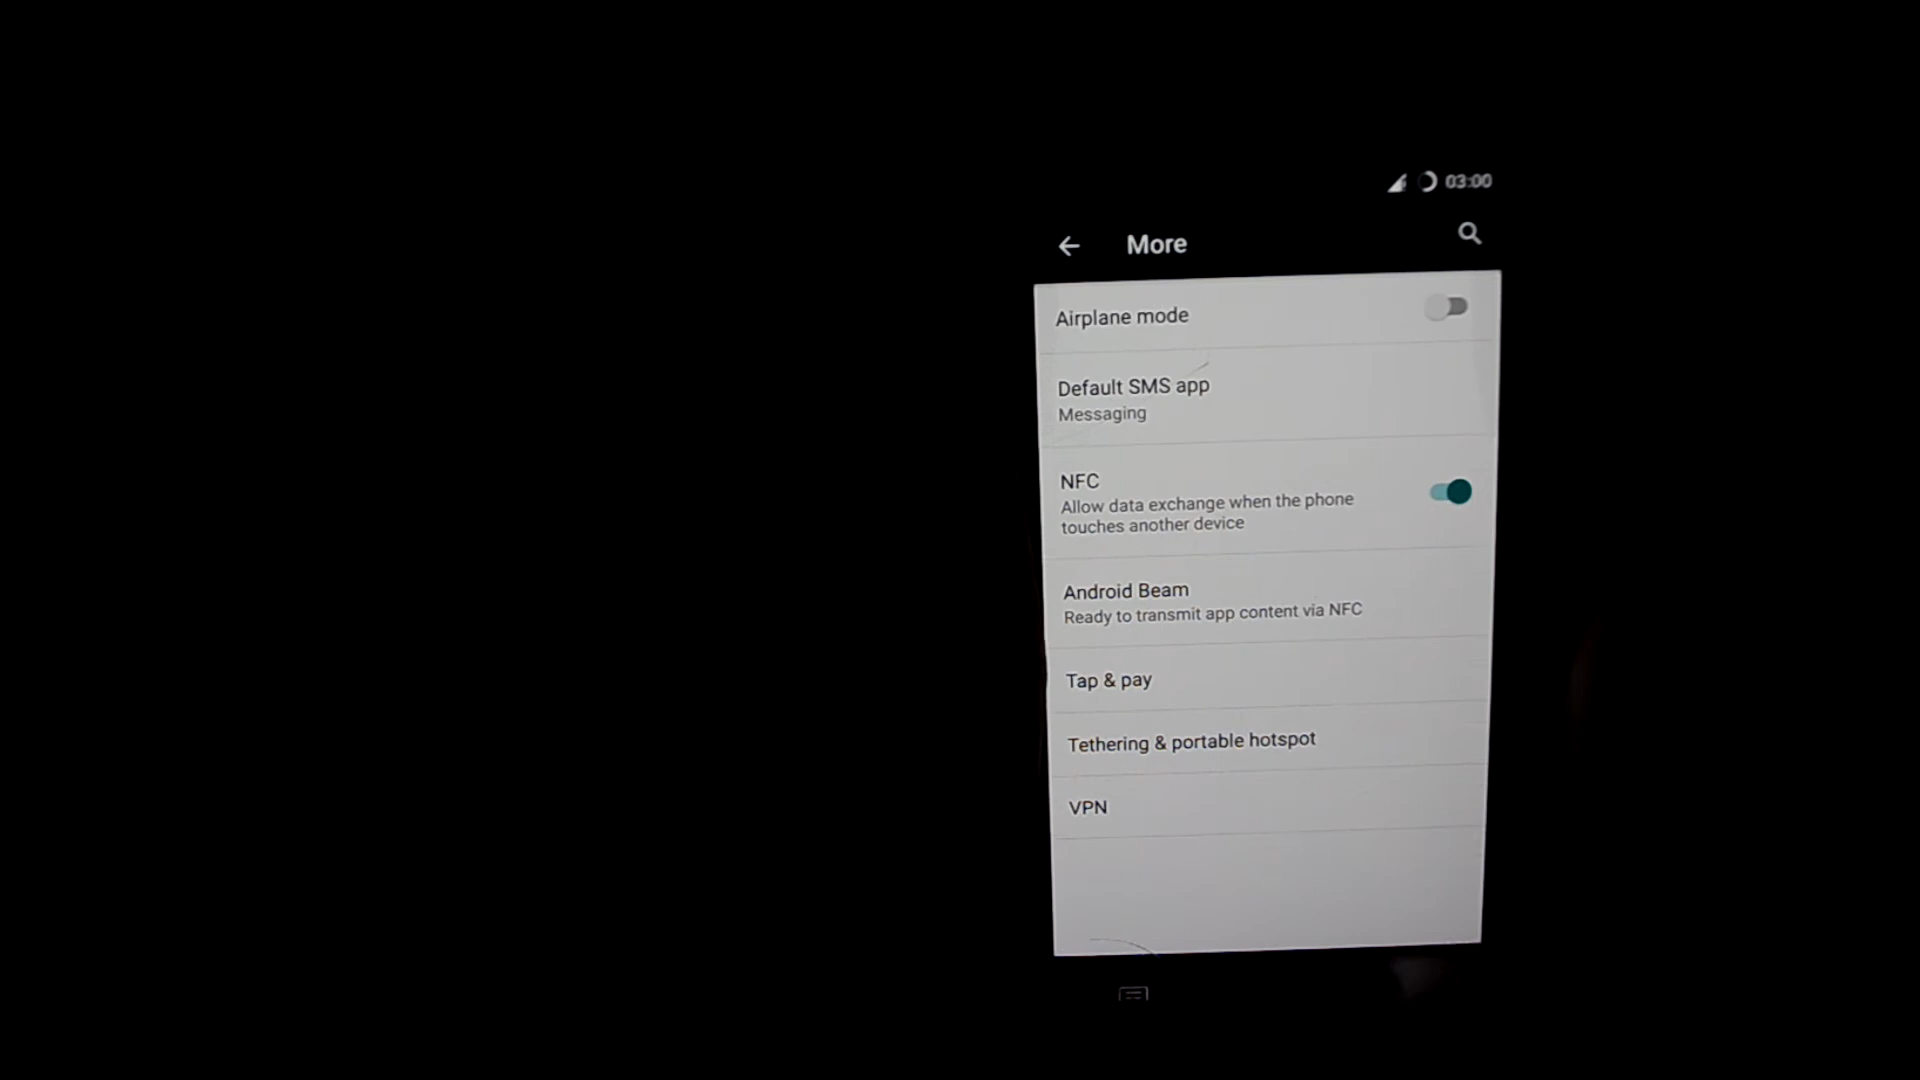 03:00
More
Airplane mode
Default SMS app
Messaging
NFC
Allow data exchange when the phone
touches another device
Android Beam
Ready to transmit app content via NFC
Tap & pay
Tethering & portable hotspot
VPN